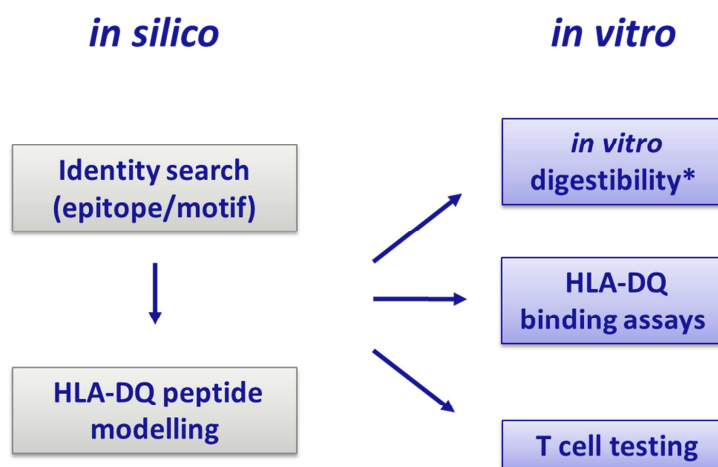 in silico
in vitro
Identity search
(epitope/motif)
HLA-DQ peptide
modelling
in vitro
digestibility*
HLA-DQ
binding assays
T cell testing